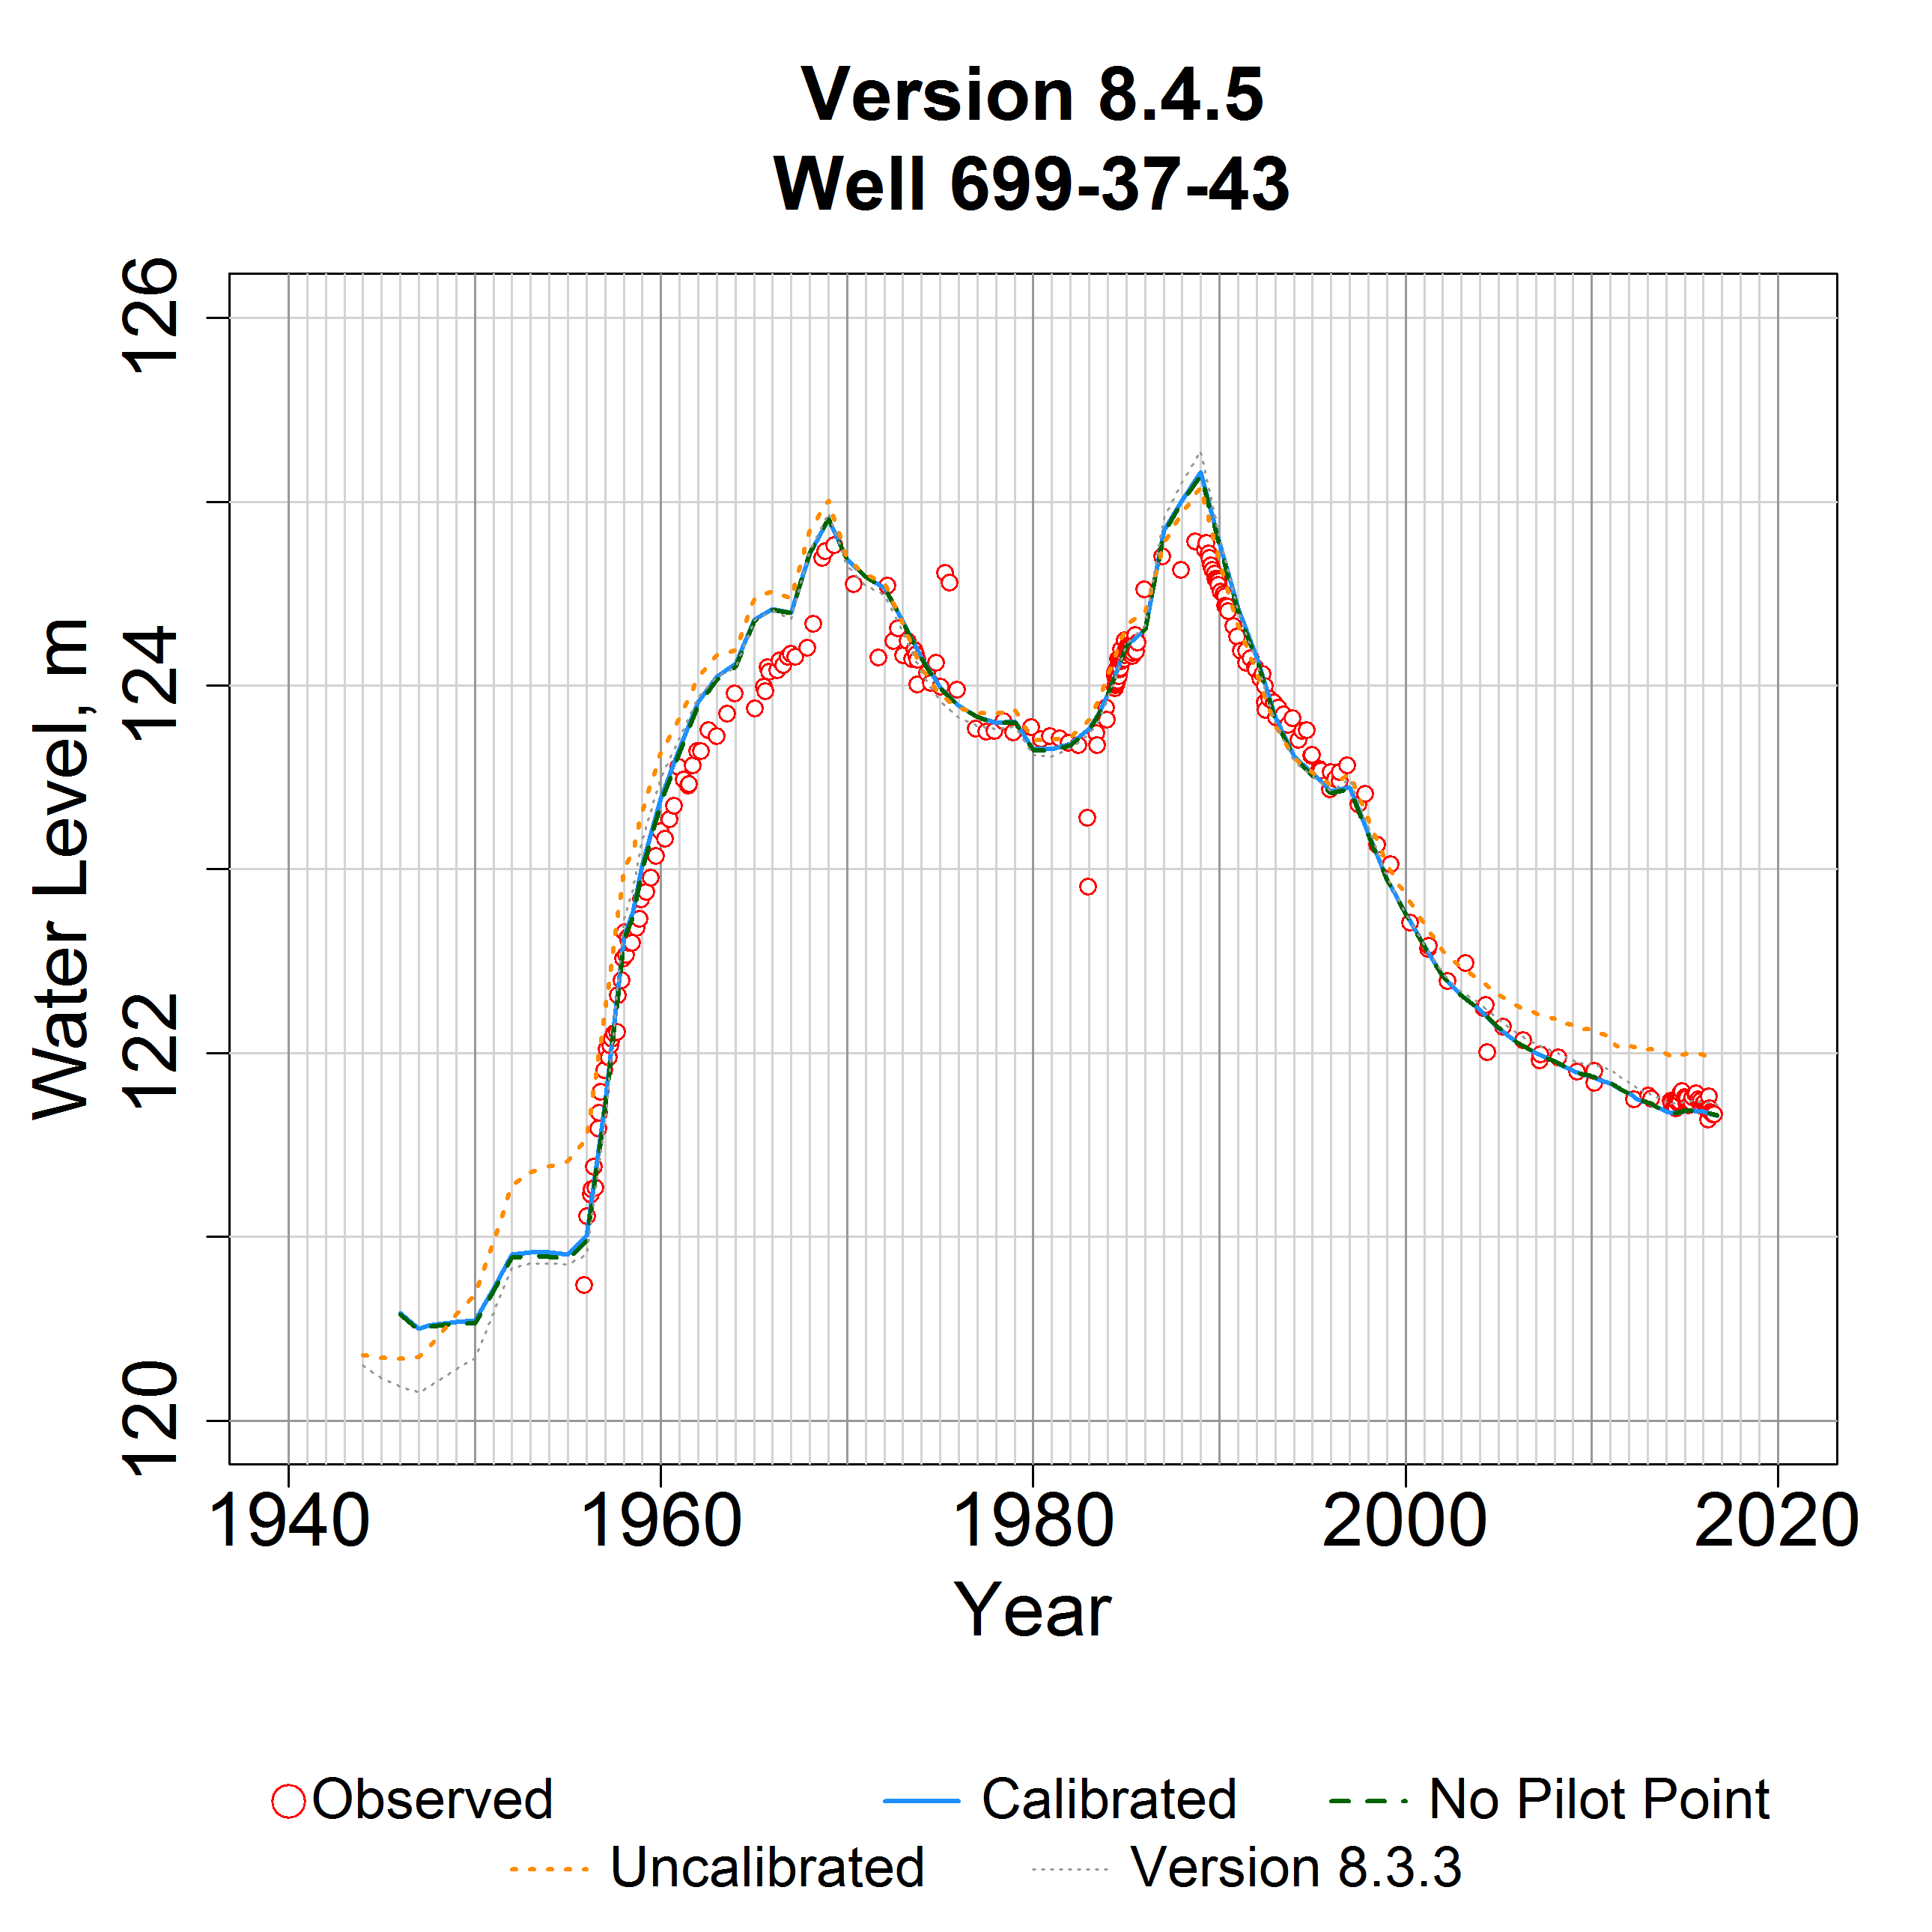 Version 8.4.5
Well 699-37-43
126
124
122
120
Water Level, m
1940 1960 1980 2000 2020
Year
Observed Calibrated No Pilot Point
Uncalibrated Version 8.3.3